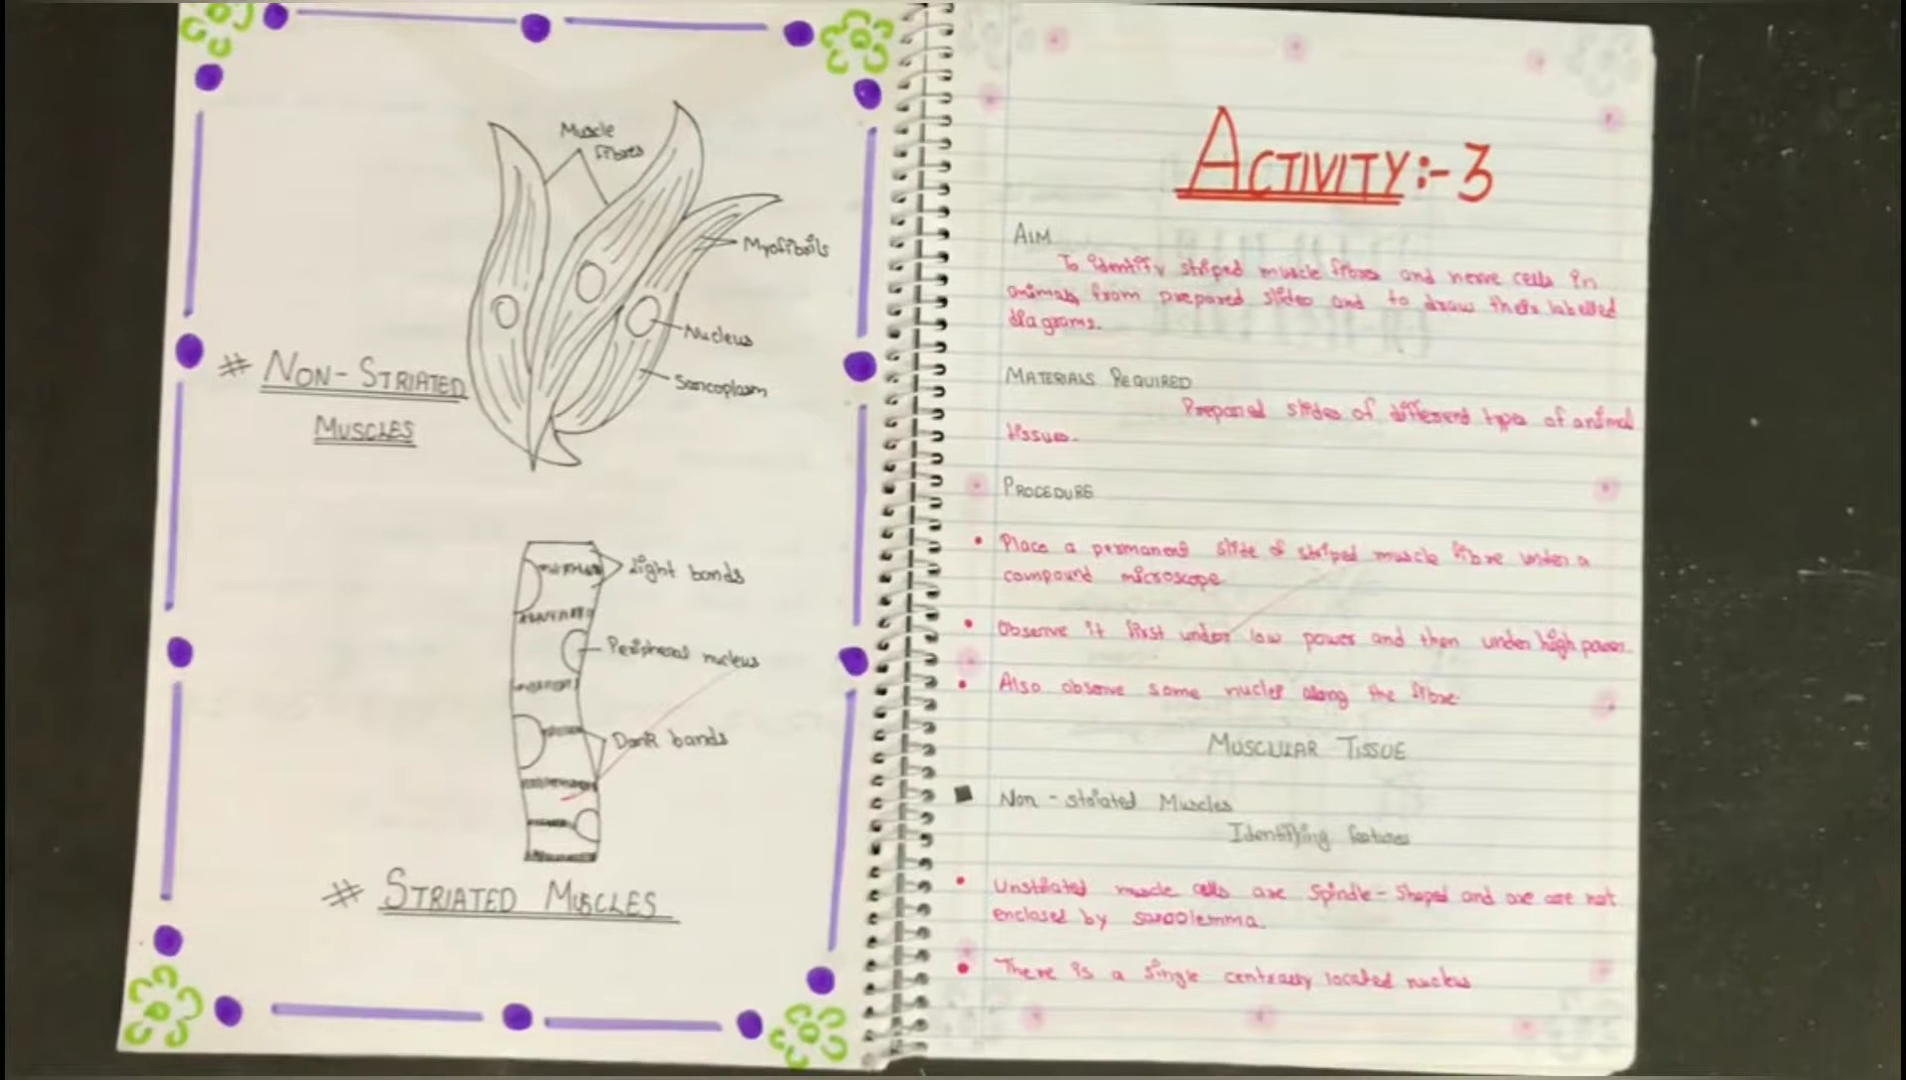 Muscle
fibres
Myofibrils
Nucleus
Sarcoplasm
# NON-STRIATED
MUSCLES
Light bands
Peripheral nucleus
Dark bands
# STRIATED MUSCLES
ACTIVITY:- 3
AIM
To identify striped muscle fibres and nerve cells in
animals, from prepared slides and to draw their labelled
diagrams.
MATERIALS REQUIRED
Prepared slides of different types of animal
tissues.
PROCEDURE
• Place a permanent slide of striped muscle fibre under a
compound microscope
• Observe it first under low power and then under high power.
• Also observe some nuclei along the fibre
MUSCULAR TISSUE
■ Non-striated Muscles
Identifying features
• Unstriated muscle cells are spindle-shaped and are are not
enclosed by sarcolemma.
• There is a single centrally located nucleus